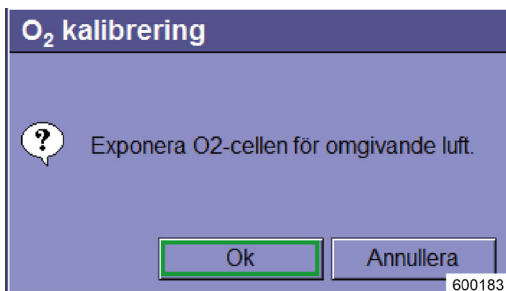 O₂ kalibrering
Exponera O2-cellen för omgivande luft.
Ok
Annullera
600183